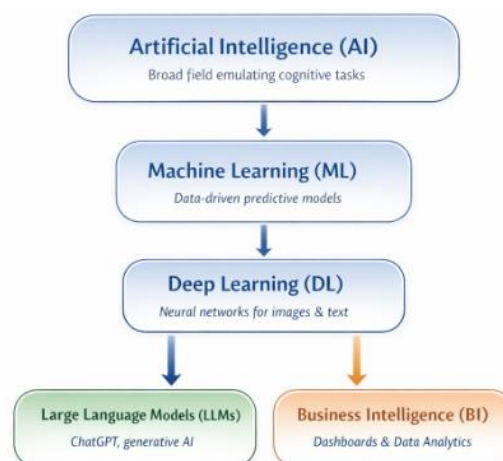 Artificial Intelligence (AI)
Broad field emulating cognitive tasks
Machine Learning (ML)
Data-driven predictive models
Deep Learning (DL)
Neural networks for images & text
Large Language Models (LLMs)
ChatGPT, generative AI
Business Intelligence (BI)
Dashboards & Data Analytics